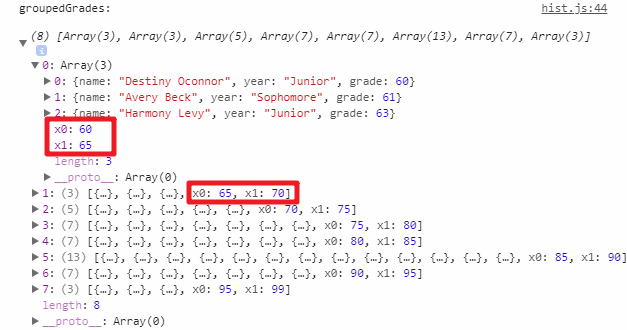 groupedGrades: hist.js:44
▼ (8) [Array(3), Array(3), Array(5), Array(7), Array(7), Array(13), Array(7), Array(3)]
i
▼0: Array(3)
▶0: {name: "Destiny Oconnor", year: "Junior", grade: 60}
▶1: {name: "Avery Beck", year: "Sophomore", grade: 61}
▶2: {name: "Harmony Levy", year: "Junior", grade: 63}
x0: 60
x1: 65
length: 3
▶__proto__: Array(0)
▶1: (3) [{…}, {…}, {…}, x0: 65, x1: 70]
▶2: (5) [{…}, {…}, {…}, {…}, {…}, x0: 70, x1: 75]
▶3: (7) [{…}, {…}, {…}, {…}, {…}, {…}, {…}, x0: 75, x1: 80]
▶4: (7) [{…}, {…}, {…}, {…}, {…}, {…}, {…}, x0: 80, x1: 85]
▶5: (13) [{…}, {…}, {…}, {…}, {…}, {…}, {…}, {…}, {…}, {…}, {…}, {…}, {…}, x0: 85, x1: 90]
▶6: (7) [{…}, {…}, {…}, {…}, {…}, {…}, {…}, x0: 90, x1: 95]
▶7: (3) [{…}, {…}, {…}, x0: 95, x1: 99]
length: 8
▶__proto__: Array(0)